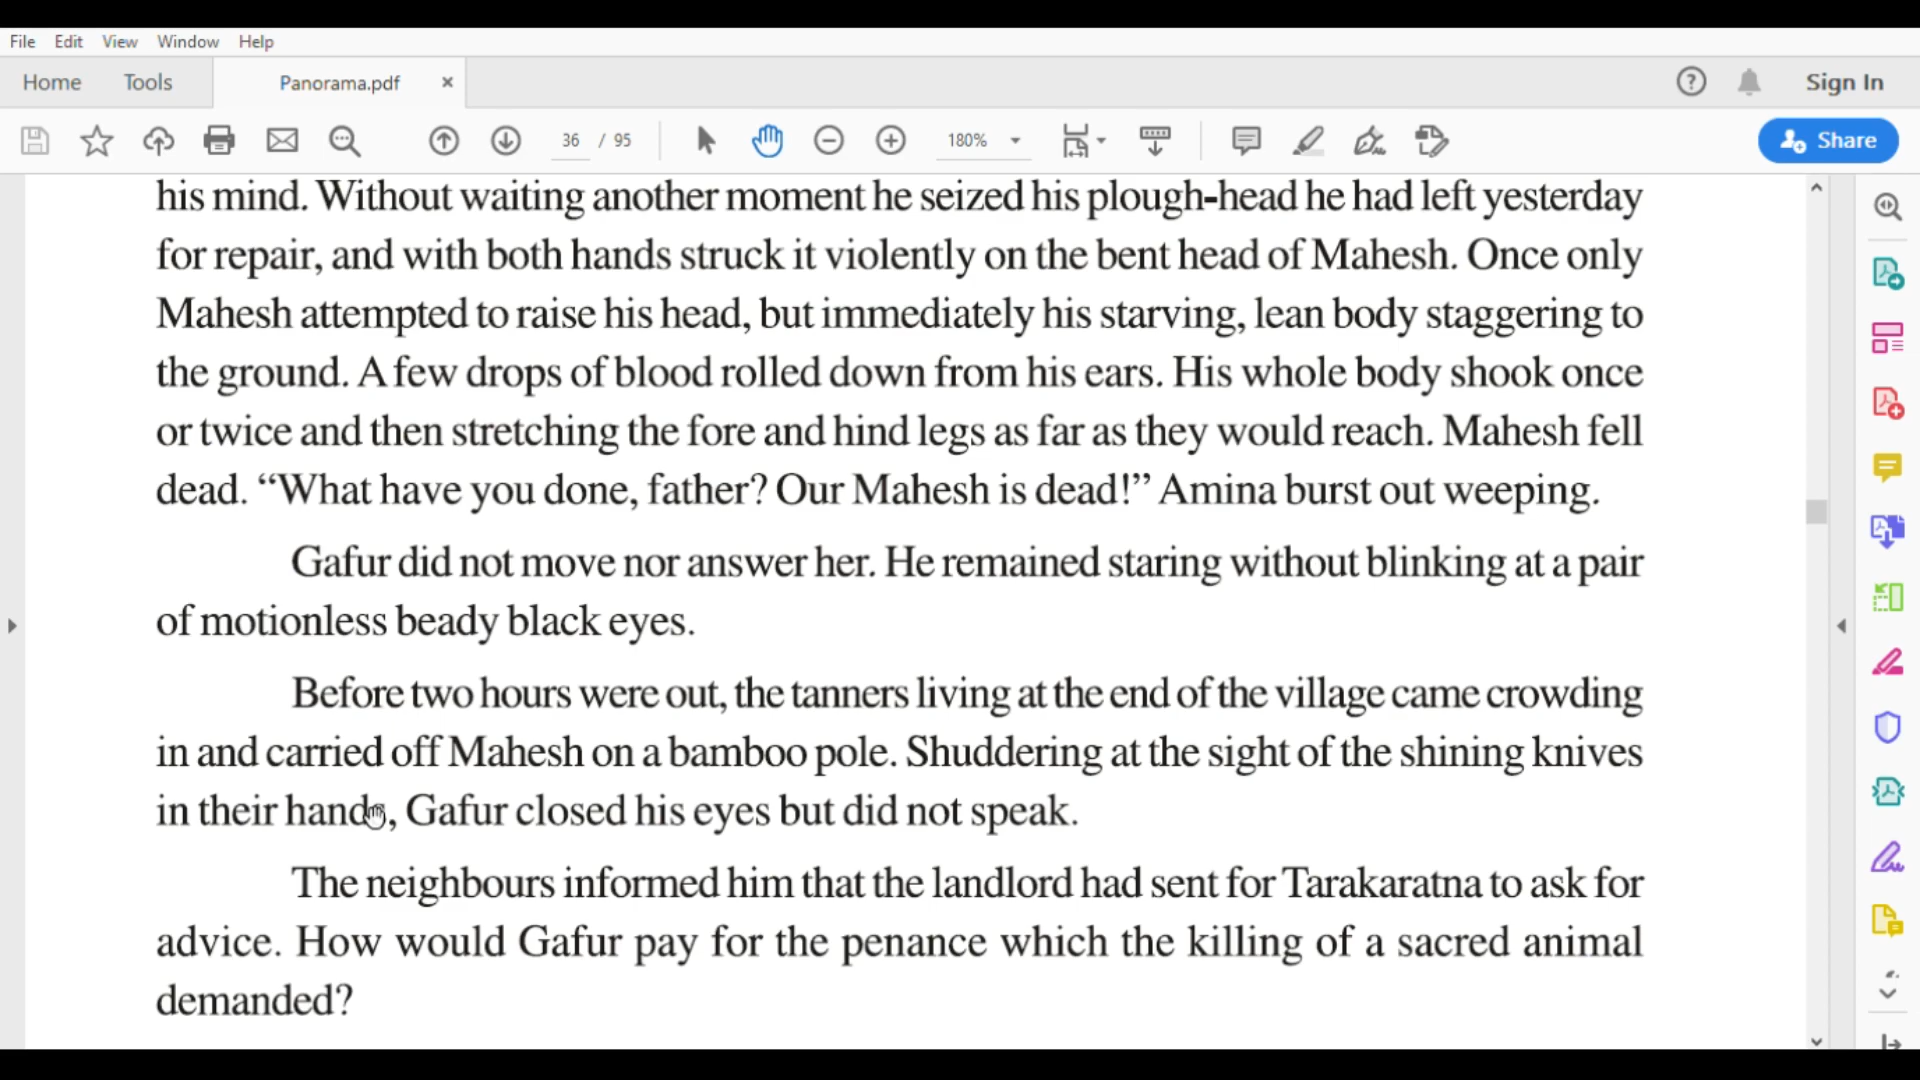 File Edit View Window Help
Home Tools Panorama.pdf × ? Sign In
36 / 95 180% Share
his mind. Without waiting another moment he seized his plough-head he had left yesterday
for repair, and with both hands struck it violently on the bent head of Mahesh. Once only
Mahesh attempted to raise his head, but immediately his starving, lean body staggering to
the ground. A few drops of blood rolled down from his ears. His whole body shook once
or twice and then stretching the fore and hind legs as far as they would reach. Mahesh fell
dead. “What have you done, father? Our Mahesh is dead!” Amina burst out weeping.
Gafur did not move nor answer her. He remained staring without blinking at a pair
of motionless beady black eyes.
Before two hours were out, the tanners living at the end of the village came crowding
in and carried off Mahesh on a bamboo pole. Shuddering at the sight of the shining knives
in their hands, Gafur closed his eyes but did not speak.
The neighbours informed him that the landlord had sent for Tarakaratna to ask for
advice. How would Gafur pay for the penance which the killing of a sacred animal
demanded?